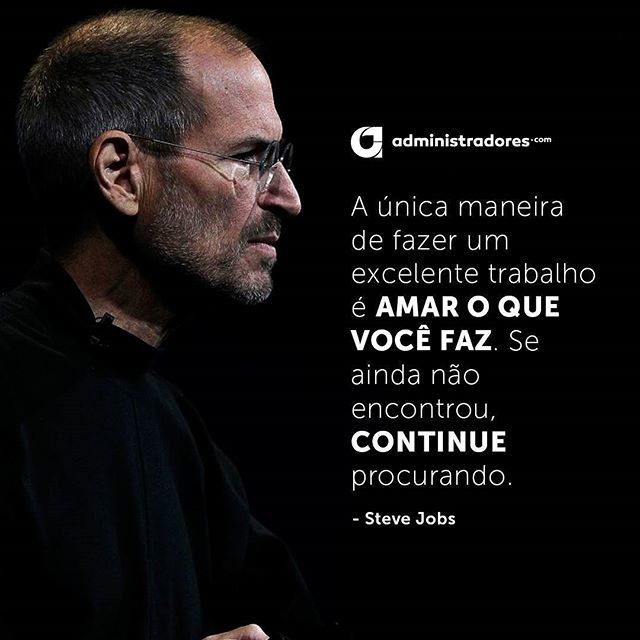 administradores.com
A única maneira
de fazer um
excelente trabalho
é AMAR O QUE
VOCÊ FAZ. Se
ainda não
encontrou,
CONTINUE
procurando.
- Steve Jobs